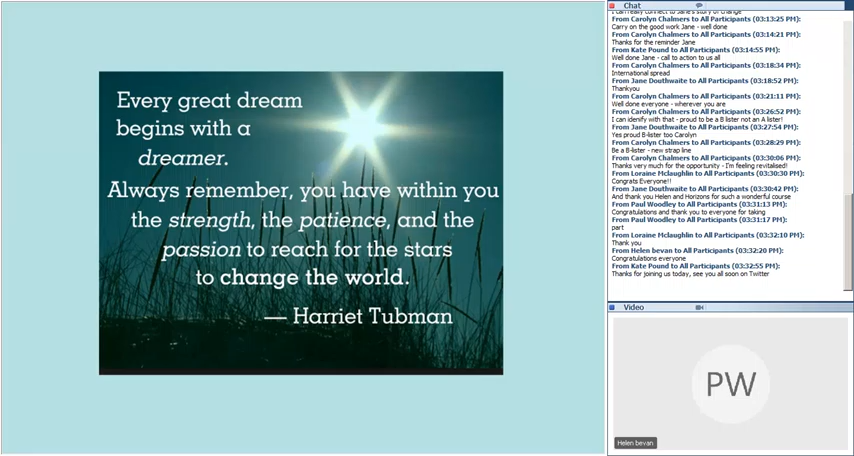 Every great dream
begins with a
dreamer.
Always remember, you have within you
the strength, the patience, and the
passion to reach for the stars
to change the world.
— Harriet Tubman
Chat
I can really connect to Jane's story of change
From Carolyn Chalmers to All Participants (03:13:25 PM):
Carry on the good work Jane - well done
From Carolyn Chalmers to All Participants (03:14:21 PM):
Thanks for the reminder Jane
From Kate Pound to All Participants (03:14:55 PM):
Well done Jane - call to action to us all
From Carolyn Chalmers to All Participants (03:18:34 PM):
International spread
From Jane Douthwaite to All Participants (03:18:52 PM):
Thankyou
From Carolyn Chalmers to All Participants (03:21:11 PM):
Well done everyone - wherever you are
From Carolyn Chalmers to All Participants (03:26:52 PM):
I can idenify with that - proud to be a B lister not an A lister!
From Jane Douthwaite to All Participants (03:27:54 PM):
Yes proud B-lister too Carolyn
From Carolyn Chalmers to All Participants (03:28:29 PM):
Be a B-lister - new strap line
From Carolyn Chalmers to All Participants (03:30:06 PM):
Thanks very much for the opportunity - I'm feeling revitalised!
From Loraine Mclaughlin to All Participants (03:30:30 PM):
Congrats Everyone!!
From Jane Douthwaite to All Participants (03:30:42 PM):
And thank you Helen and Horizons for such a wonderful course
From Paul Woodley to All Participants (03:31:13 PM):
Congratulations and thank you to everyone for taking
From Paul Woodley to All Participants (03:31:17 PM):
part
From Loraine Mclaughlin to All Participants (03:32:10 PM):
Thank you
From Helen bevan to All Participants (03:32:20 PM):
Congratulations everyone
From Kate Pound to All Participants (03:32:55 PM):
Thanks for joining us today, see you all soon on Twitter
Video
PW
Helen bevan